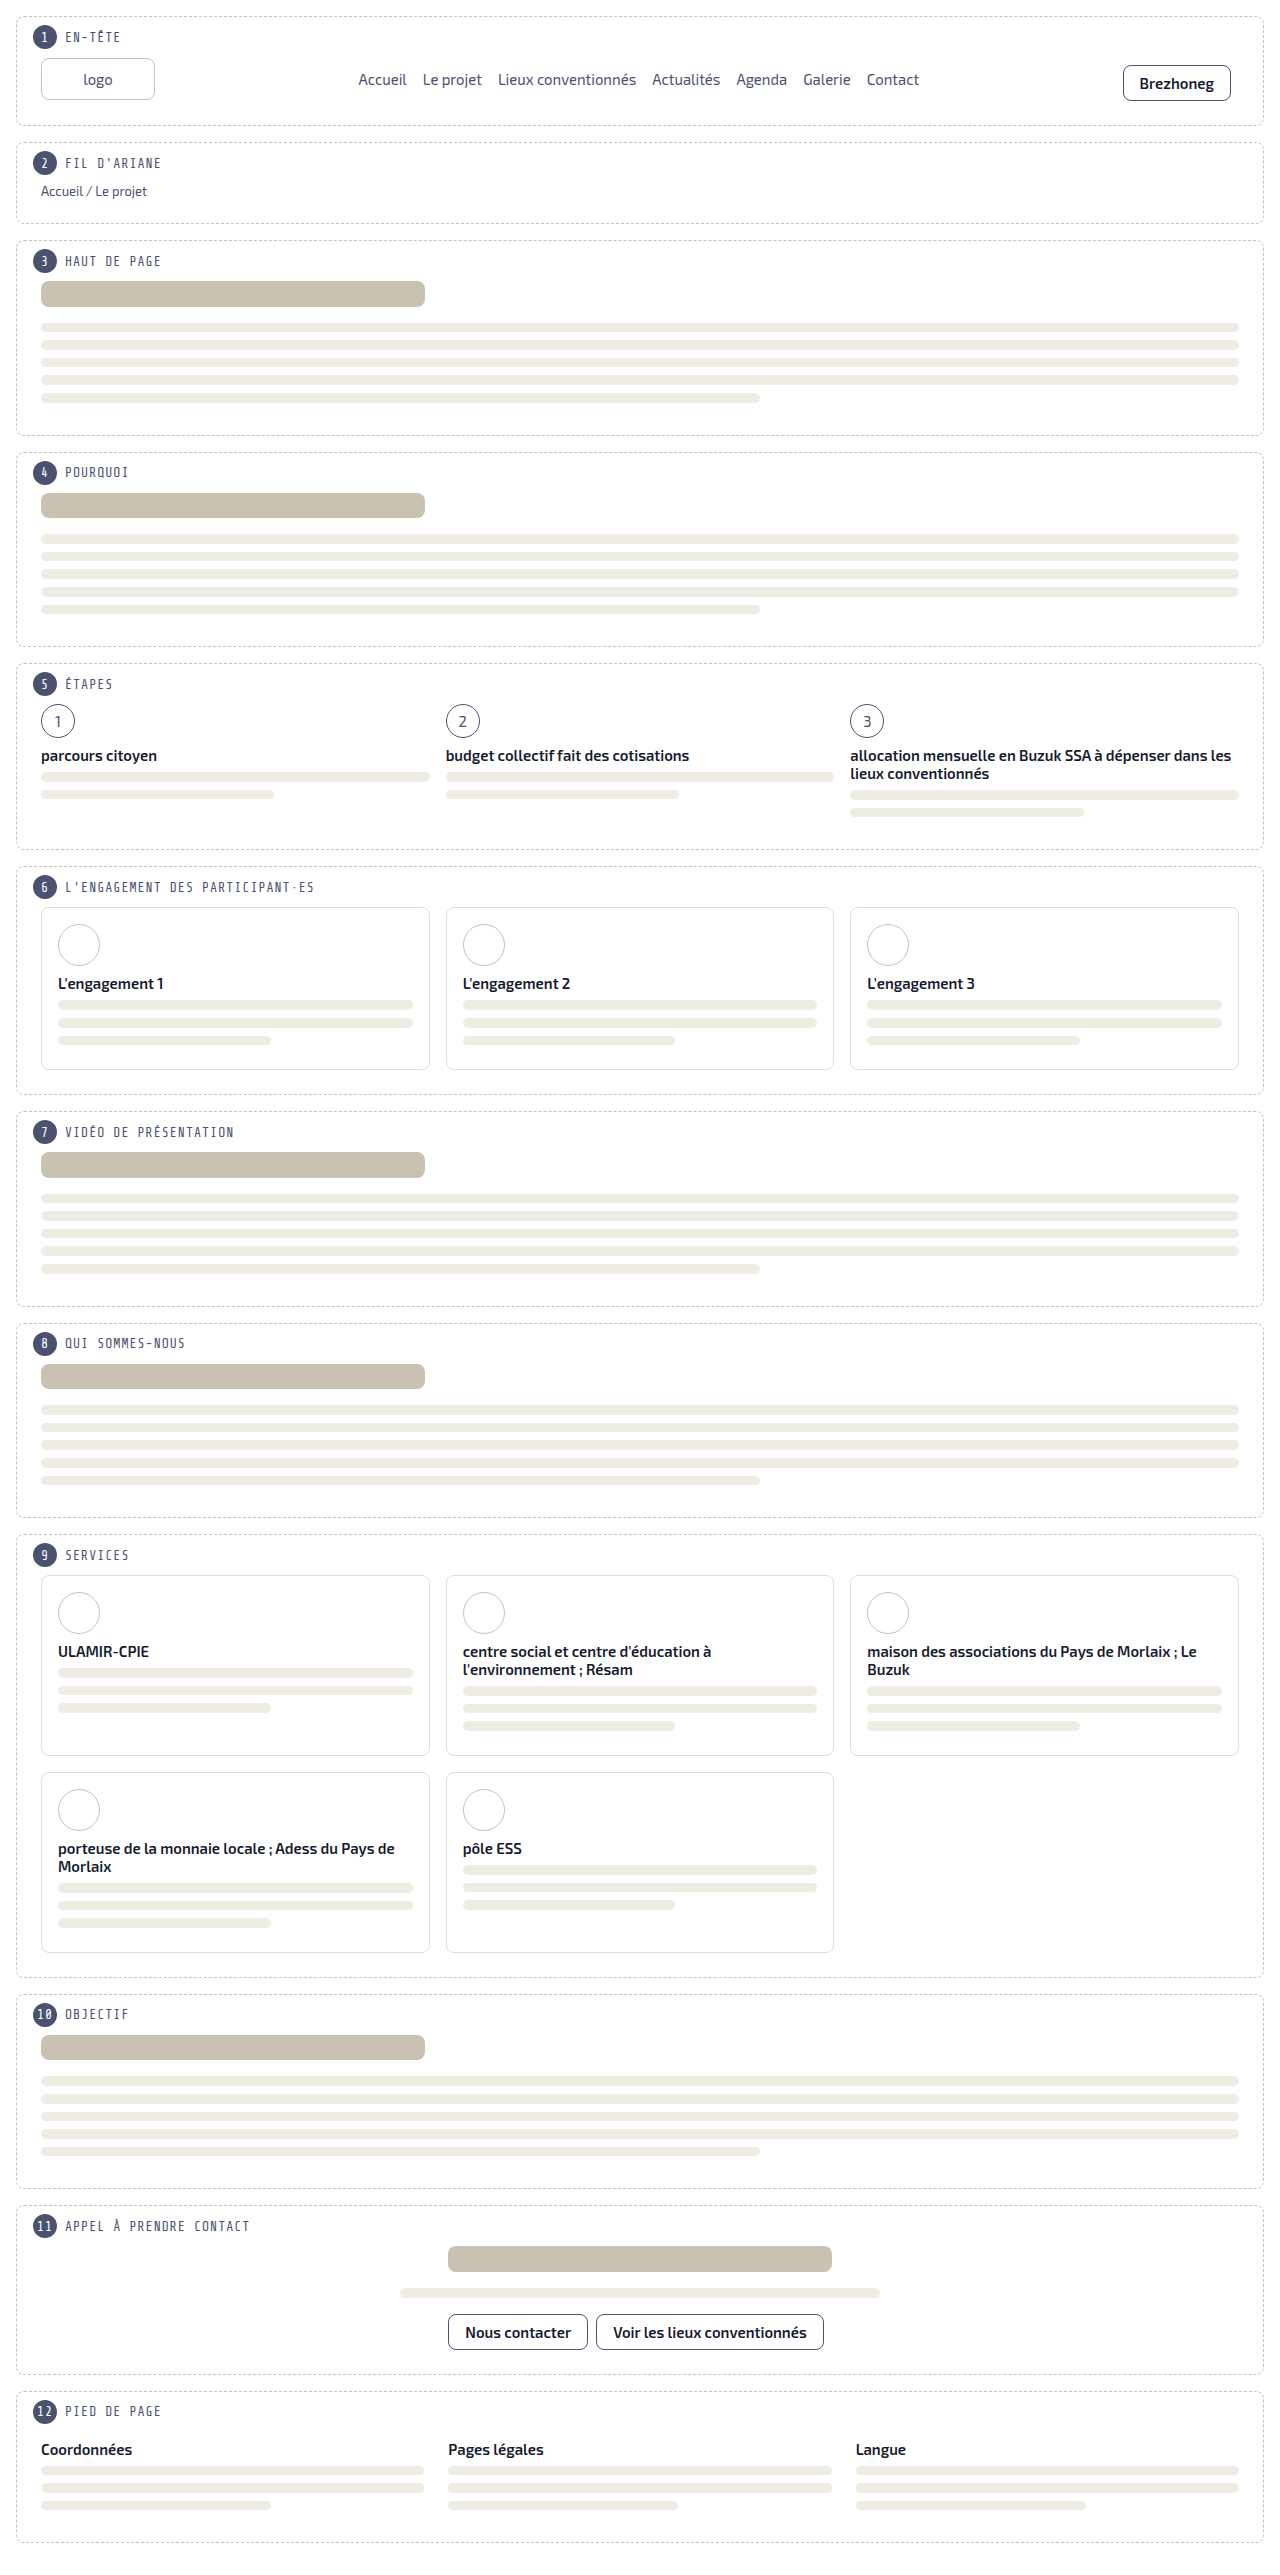 1 EN-TÊTE
logo
Accueil Le projet Lieux conventionnés Actualités Agenda Galerie Contact
Brezhoneg
2 FIL D'ARIANE
Accueil / Le projet
3 HAUT DE PAGE
4 POURQUOI
5 ÉTAPES
1
parcours citoyen
2
budget collectif fait des cotisations
3
allocation mensuelle en Buzuk SSA à dépenser dans les
lieux conventionnés
6 L'ENGAGEMENT DES PARTICIPANT·ES
L'engagement 1
L'engagement 2
L'engagement 3
7 VIDÉO DE PRÉSENTATION
8 QUI SOMMES-NOUS
9 SERVICES
ULAMIR-CPIE
centre social et centre d'éducation à
l'environnement ; Résam
maison des associations du Pays de Morlaix ; Le
Buzuk
porteuse de la monnaie locale ; Adess du Pays de
Morlaix
pôle ESS
10 OBJECTIF
11 APPEL À PRENDRE CONTACT
Nous contacter
Voir les lieux conventionnés
12 PIED DE PAGE
Coordonnées
Pages légales
Langue